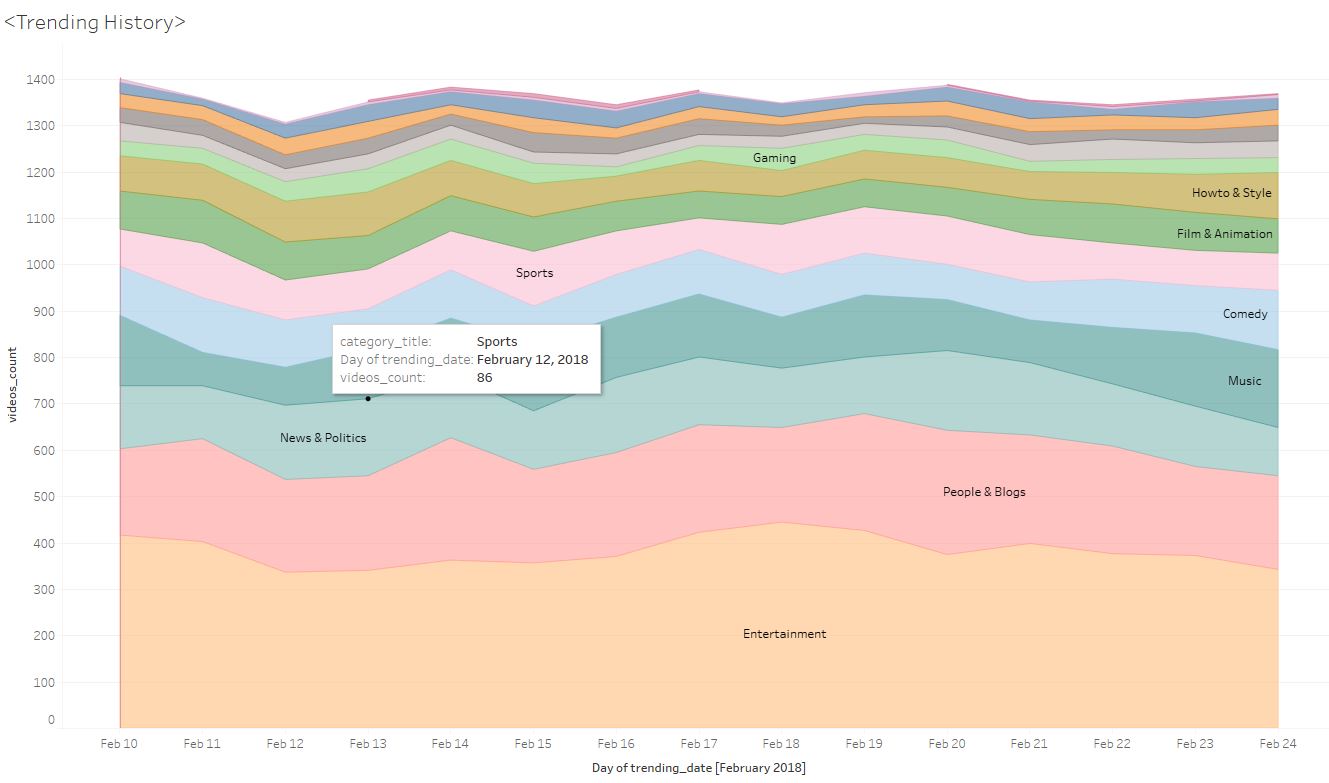 <Trending History>
1400
1300
1200
1100
1000
900
800
700
600
500
400
300
200
100
0
videos_count
Gaming
Howto & Style
Film & Animation
Sports
Comedy
category_title: Sports
Day of trending_date: February 12, 2018
videos_count: 86
Music
News & Politics
People & Blogs
Entertainment
Feb 10 Feb 11 Feb 12 Feb 13 Feb 14 Feb 15 Feb 16 Feb 17 Feb 18 Feb 19 Feb 20 Feb 21 Feb 22 Feb 23 Feb 24
Day of trending_date [February 2018]